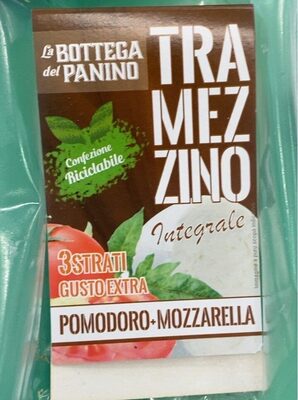 La BOTTEGA
del PANINO
TRA
MEZ
ZINO
Integrale
Confezione
Riciclabile
3 STRATI
GUSTO EXTRA
POMODORO+MOZZARELLA